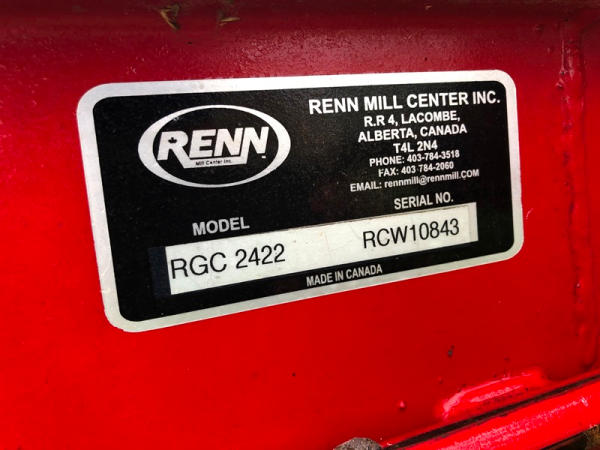 RENN
Mill Center Inc.
RENN MILL CENTER INC.
R.R 4, LACOMBE,
ALBERTA, CANADA
T4L 2N4
PHONE: 403-784-3518
FAX: 403 784-2060
EMAIL: rennmill@rennmill.com
MODEL
SERIAL NO.
RGC 2422
RCW10843
MADE IN CANADA